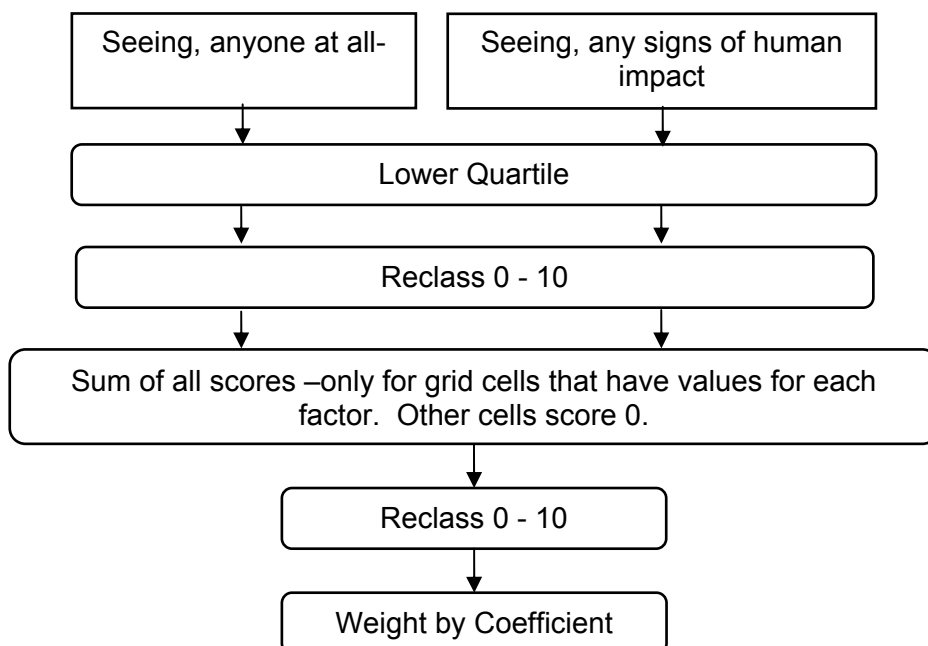 Seeing, anyone at all-
Seeing, any signs of human
impact
Lower Quartile
Reclass 0 - 10
Sum of all scores –only for grid cells that have values for each
factor.  Other cells score 0.
Reclass 0 - 10
Weight by Coefficient